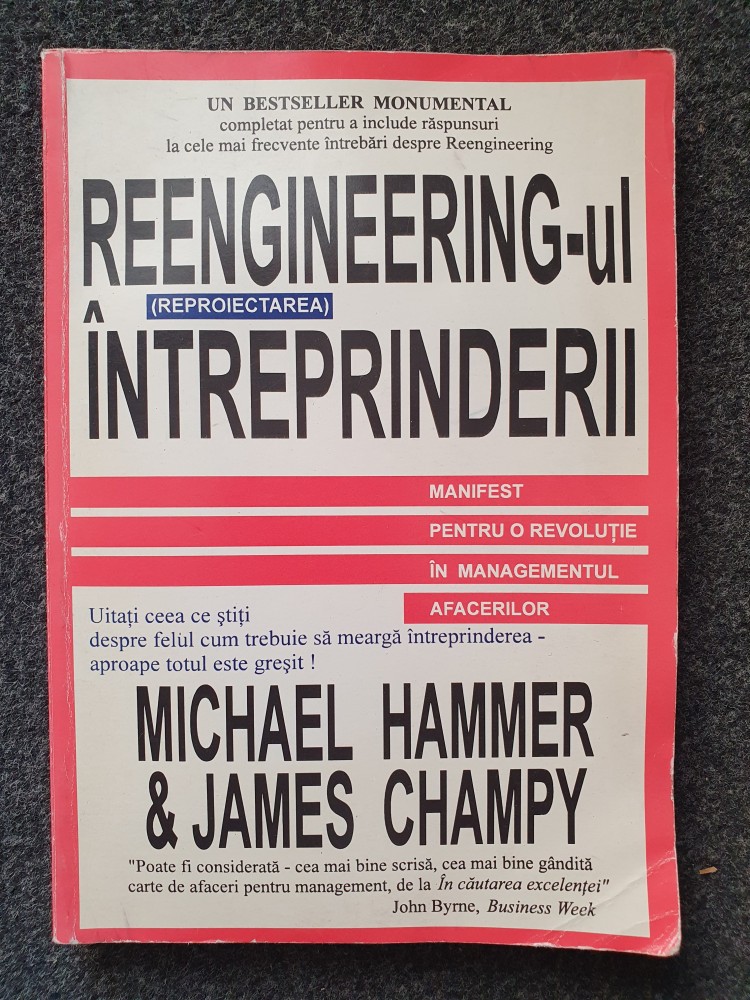 UN BESTSELLER MONUMENTAL
completat pentru a include răspunsuri
la cele mai frecvente întrebări despre Reengineering
REENGINEERING-ul
(REPROIECTAREA)
ÎNTREPRINDERII
MANIFEST
PENTRU O REVOLUȚIE
ÎN MANAGEMENTUL
AFACERILOR
Uitați ceea ce știți
despre felul cum trebuie să meargă întreprinderea -
aproape totul este greșit !
MICHAEL HAMMER
& JAMES CHAMPY
"Poate fi considerată - cea mai bine scrisă, cea mai bine gândită
carte de afaceri pentru management, de la În căutarea excelenței"
John Byrne, Business Week